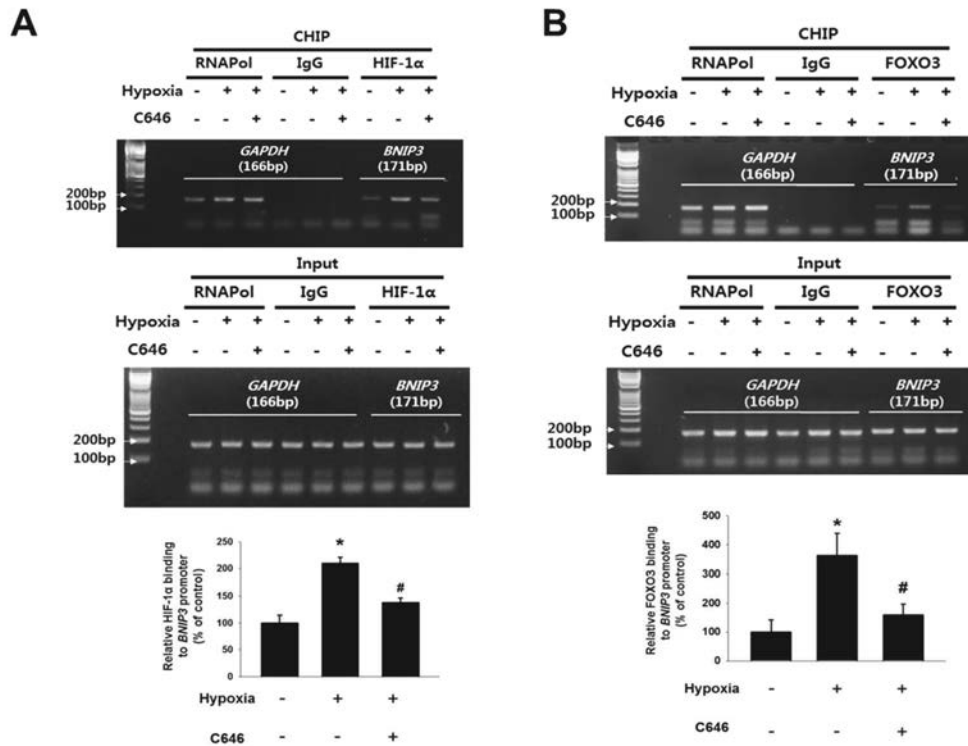 A
CHIP
RNAPol IgG HIF-1α
Hypoxia - + + - + + - + +
C646 - - + - - + - - +
GAPDH BNIP3
(166bp) (171bp)
200bp
100bp
Input
RNAPol IgG HIF-1α
Hypoxia - + + - + + - + +
C646 - - + - - + - - +
GAPDH BNIP3
(166bp) (171bp)
200bp
100bp
Relative HIF-1α binding
to BNIP3 promoter
(% of control)
250
200
150
100
50
0
*
#
Hypoxia - + +
C646 - - +
B
CHIP
RNAPol IgG FOXO3
Hypoxia - + + - + + - + +
C646 - - + - - + - - +
GAPDH BNIP3
(166bp) (171bp)
200bp
100bp
Input
RNAPol IgG FOXO3
Hypoxia - + + - + + - + +
C646 - - + - - + - - +
GAPDH BNIP3
(166bp) (171bp)
200bp
100bp
Relative FOXO3 binding
to BNIP3 promoter
(% of control)
500
400
300
200
100
0
*
#
Hypoxia - + +
C646 - - +